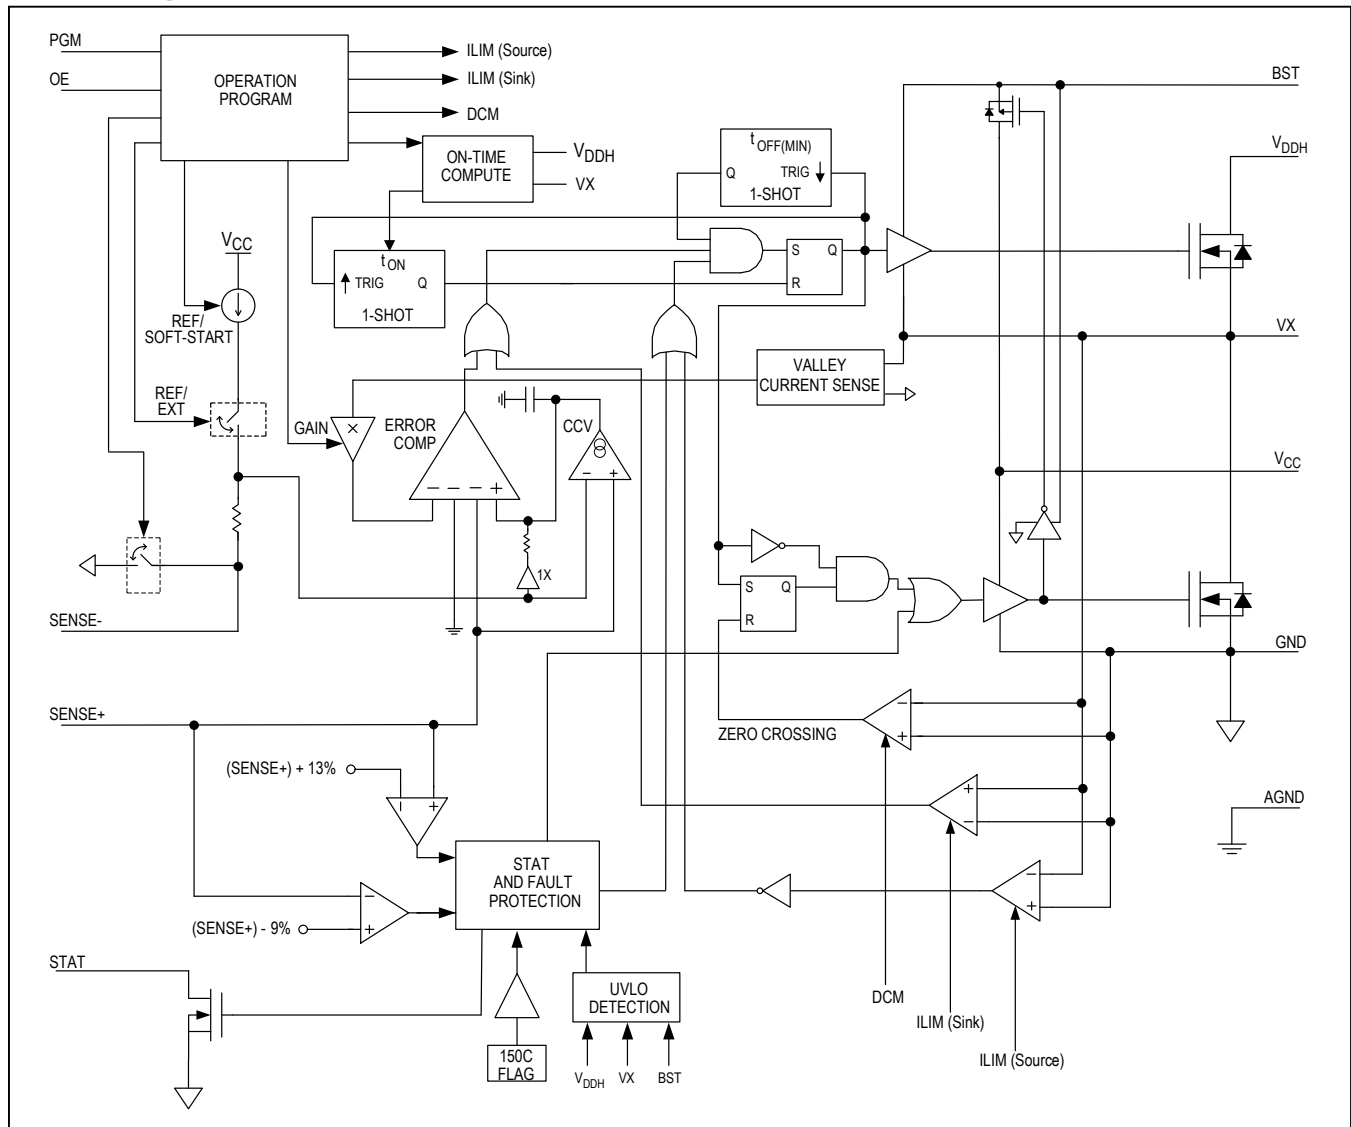 PGM
OE
OPERATION
PROGRAM
ILIM (Source)
ILIM (Sink)
DCM
BST
ON-TIME
COMPUTE
VDDH
VX
tOFF(MIN)
Q TRIG
1-SHOT
VDDH
VCC
REF/
SOFT-START
tON
TRIG Q
1-SHOT
S Q
R
VX
VALLEY
CURRENT SENSE
REF/
EXT
GAIN
×
ERROR
COMP
CCV
− +
− − − +
VCC
1X
S Q
R
SENSE-
GND
SENSE+
ZERO CROSSING
−
+
(SENSE+) + 13%
− +
+
−
AGND
STAT
AND FAULT
PROTECTION
−
+
−
+
(SENSE+) - 9%
STAT
UVLO
DETECTION
DCM
ILIM (Sink)
ILIM (Source)
150C
FLAG
VDDH VX BST